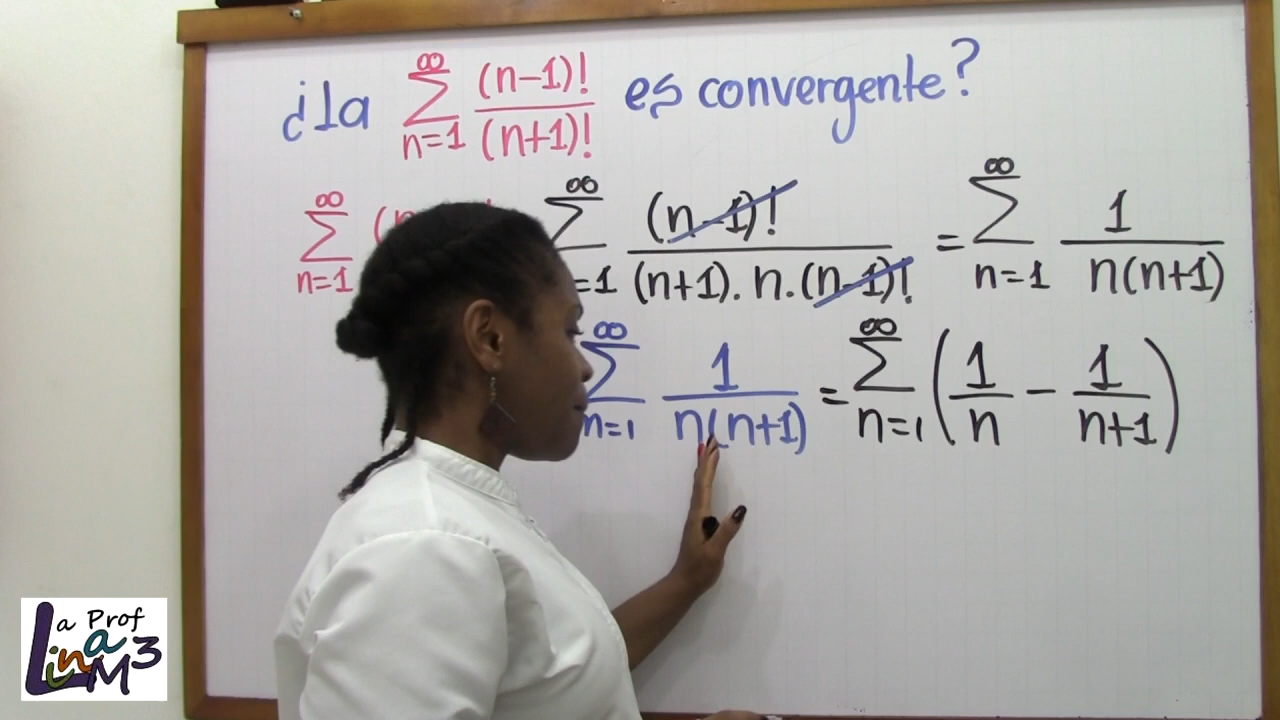 ¿la ∞ Σ n=1 (n-1)! / (n+1)! es convergente?
∞ Σ n=1 ∞ Σ =1 (n-1)! / (n+1). n.(n-1)! = ∞ Σ n=1 1 / n(n+1)
∞ Σ n=1 1 / n(n+1) = ∞ Σ n=1 (1/n - 1/n+1)
La Prof
Lina M3